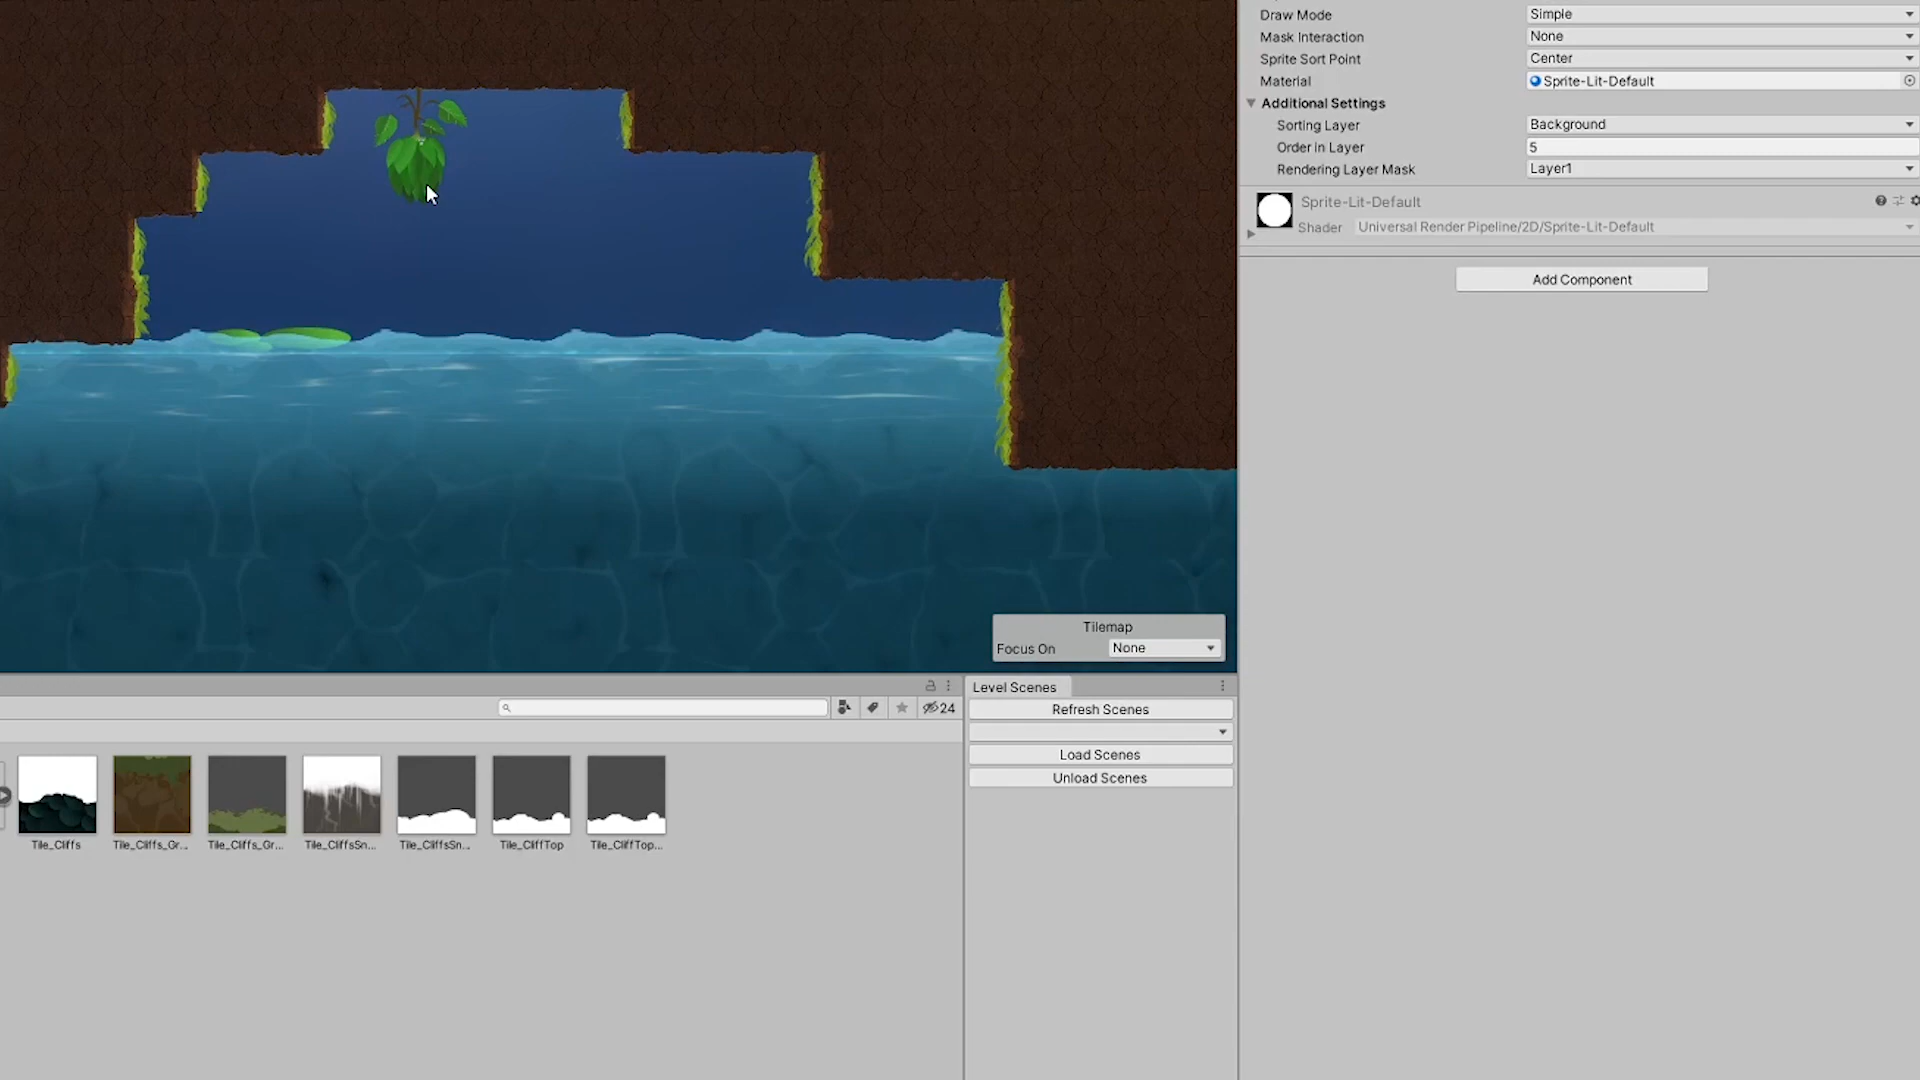 Draw Mode Simple
Mask Interaction None
Sprite Sort Point Center
Material Sprite-Lit-Default
Additional Settings
Sorting Layer Background
Order in Layer 5
Rendering Layer Mask Layer1
Sprite-Lit-Default
Shader Universal Render Pipeline/2D/Sprite-Lit-Default
Add Component
Tilemap
Focus On None
Level Scenes
24
Refresh Scenes
Load Scenes
Unload Scenes
Tile_Cliffs Tile_Cliffs_Gr... Tile_Cliffs_Gr... Tile_CliffsSn... Tile_CliffsSn... Tile_CliffTop Tile_CliffTop...